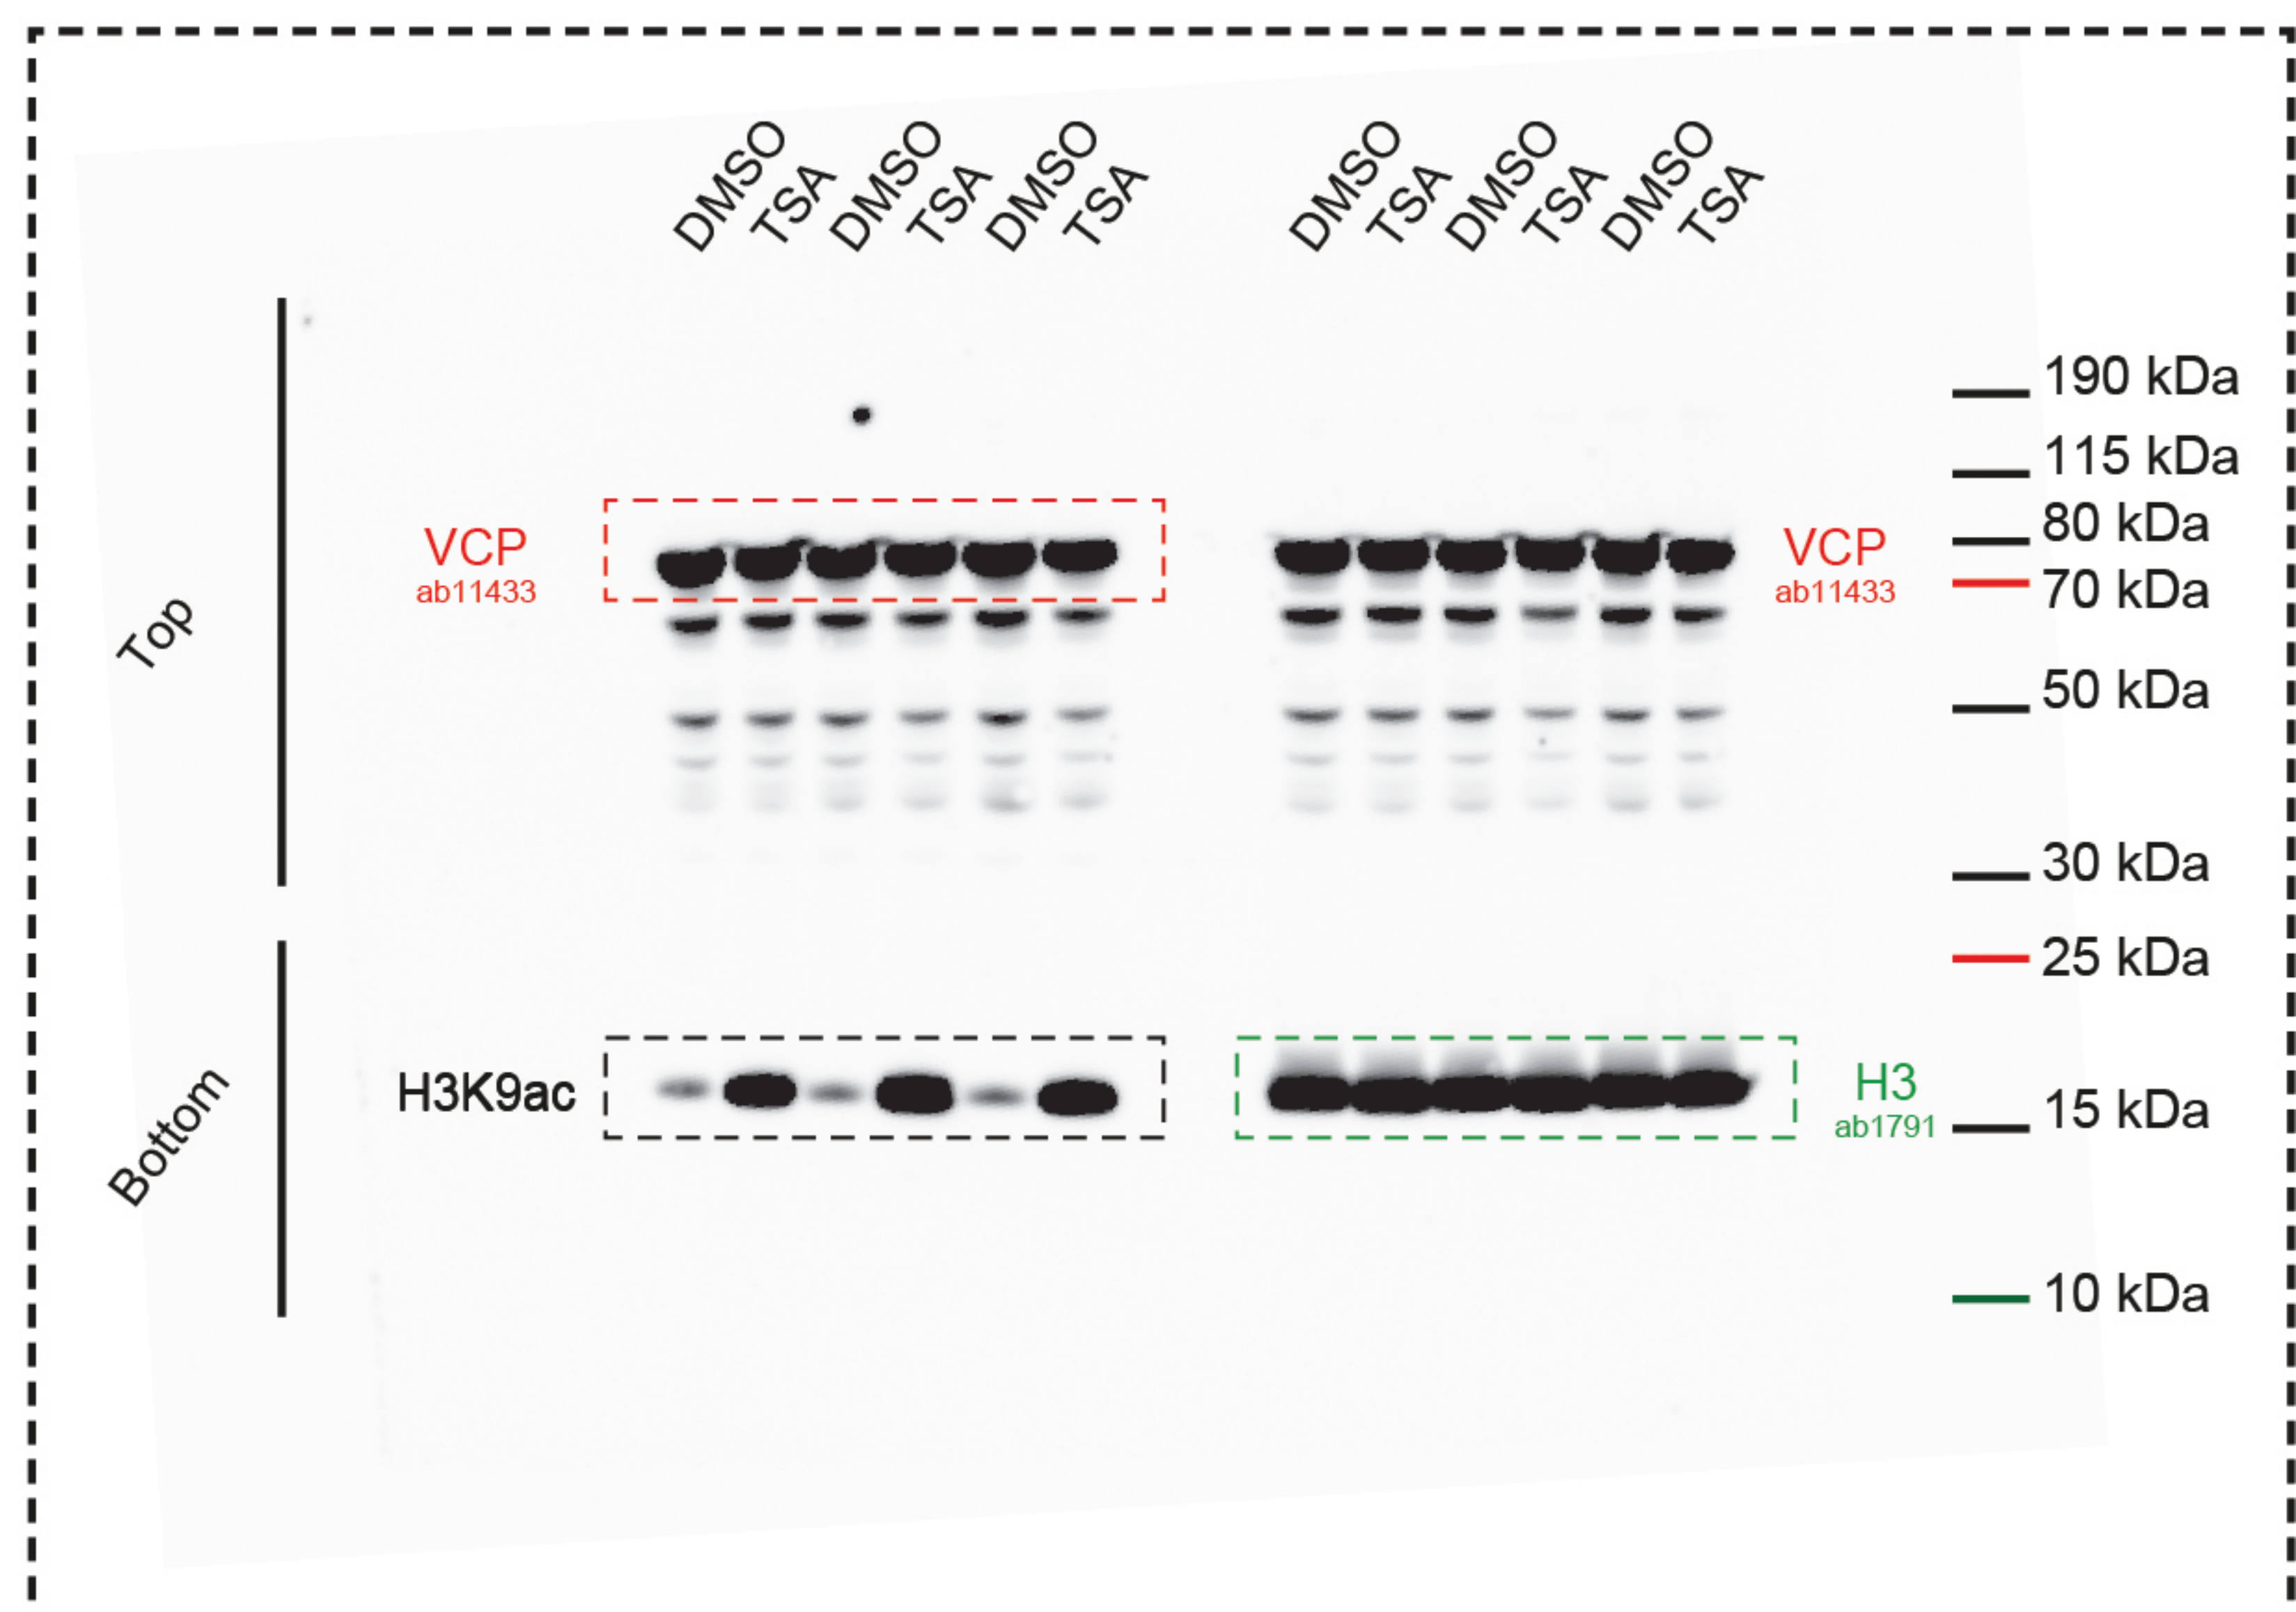 DMSO TSA DMSO TSA DMSO TSA
DMSO TSA DMSO TSA DMSO TSA
Top
VCP
ab11433
VCP
ab11433
190 kDa
115 kDa
80 kDa
70 kDa
50 kDa
30 kDa
25 kDa
15 kDa
10 kDa
Bottom
H3K9ac
H3
ab1791